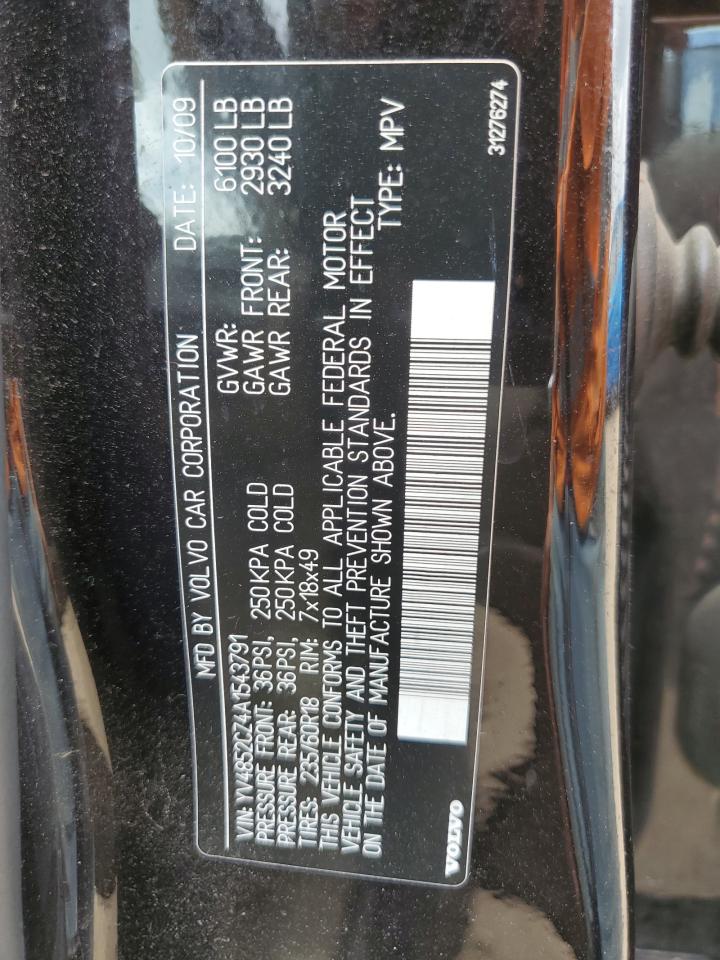 MFD BY VOLVO CAR CORPORATION DATE: 10/09
VIN: YV4852CZ4A1543791 GVWR: 6100 LB
PRESSURE FRONT: 36PSI, 250KPA COLD GAWR FRONT: 2930 LB
PRESSURE REAR: 36PSI, 250KPA COLD GAWR REAR: 3240 LB
TIRES: 235/60R18 RIM: 7x18x49
THIS VEHICLE CONFORMS TO ALL APPLICABLE FEDERAL MOTOR
VEHICLE SAFETY AND THEFT PREVENTION STANDARDS IN EFFECT
ON THE DATE OF MANUFACTURE SHOWN ABOVE. TYPE: MPV
VOLVO 31276274